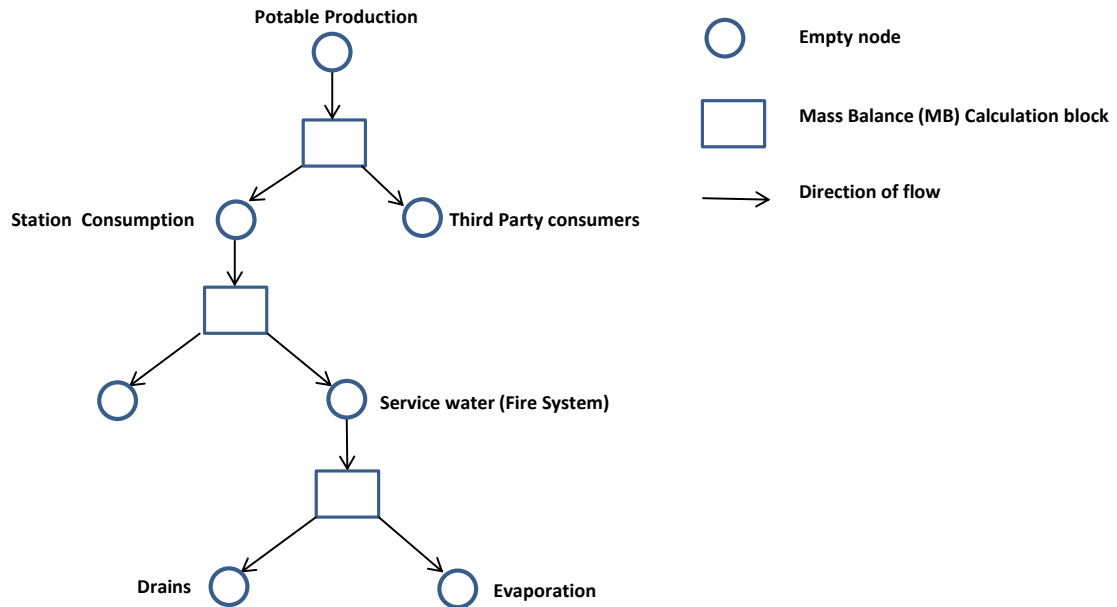 Potable Production
Empty node
Mass Balance (MB) Calculation block
Direction of flow
Station Consumption
Third Party consumers
Service water (Fire System)
Drains
Evaporation